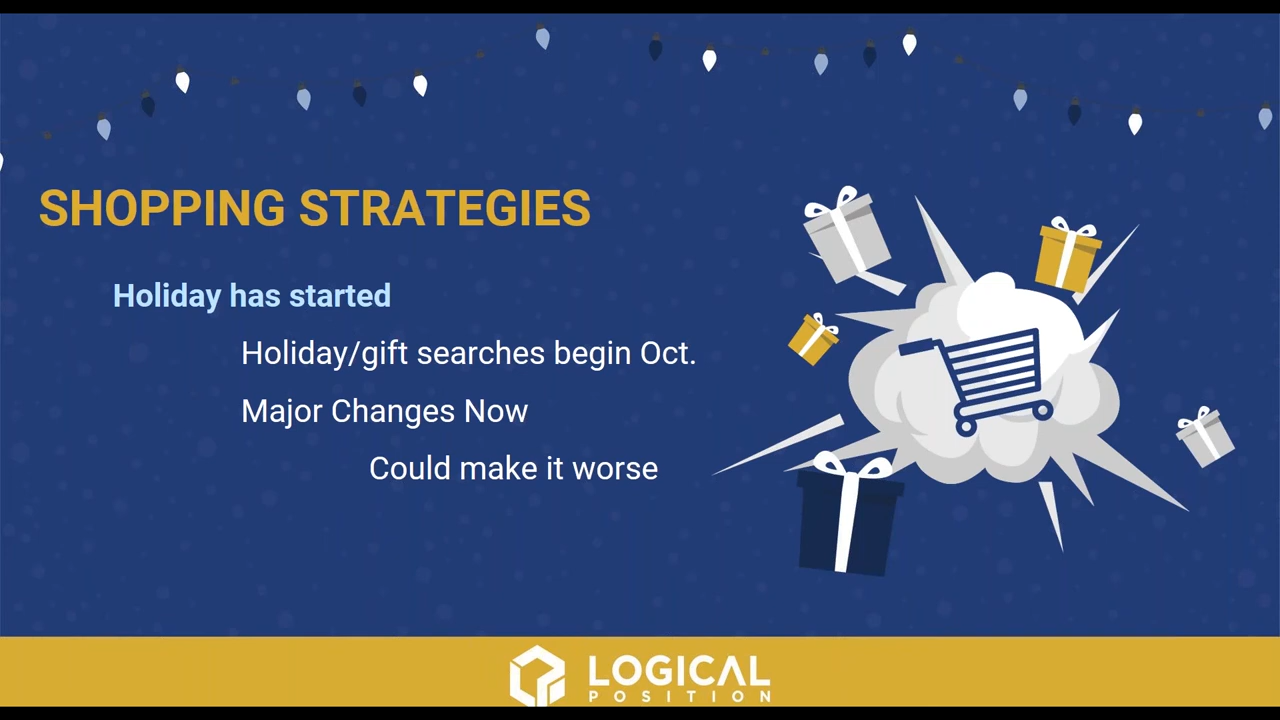 SHOPPING STRATEGIES
Holiday has started
Holiday/gift searches begin Oct.
Major Changes Now
Could make it worse
LOGICAL
POSITION